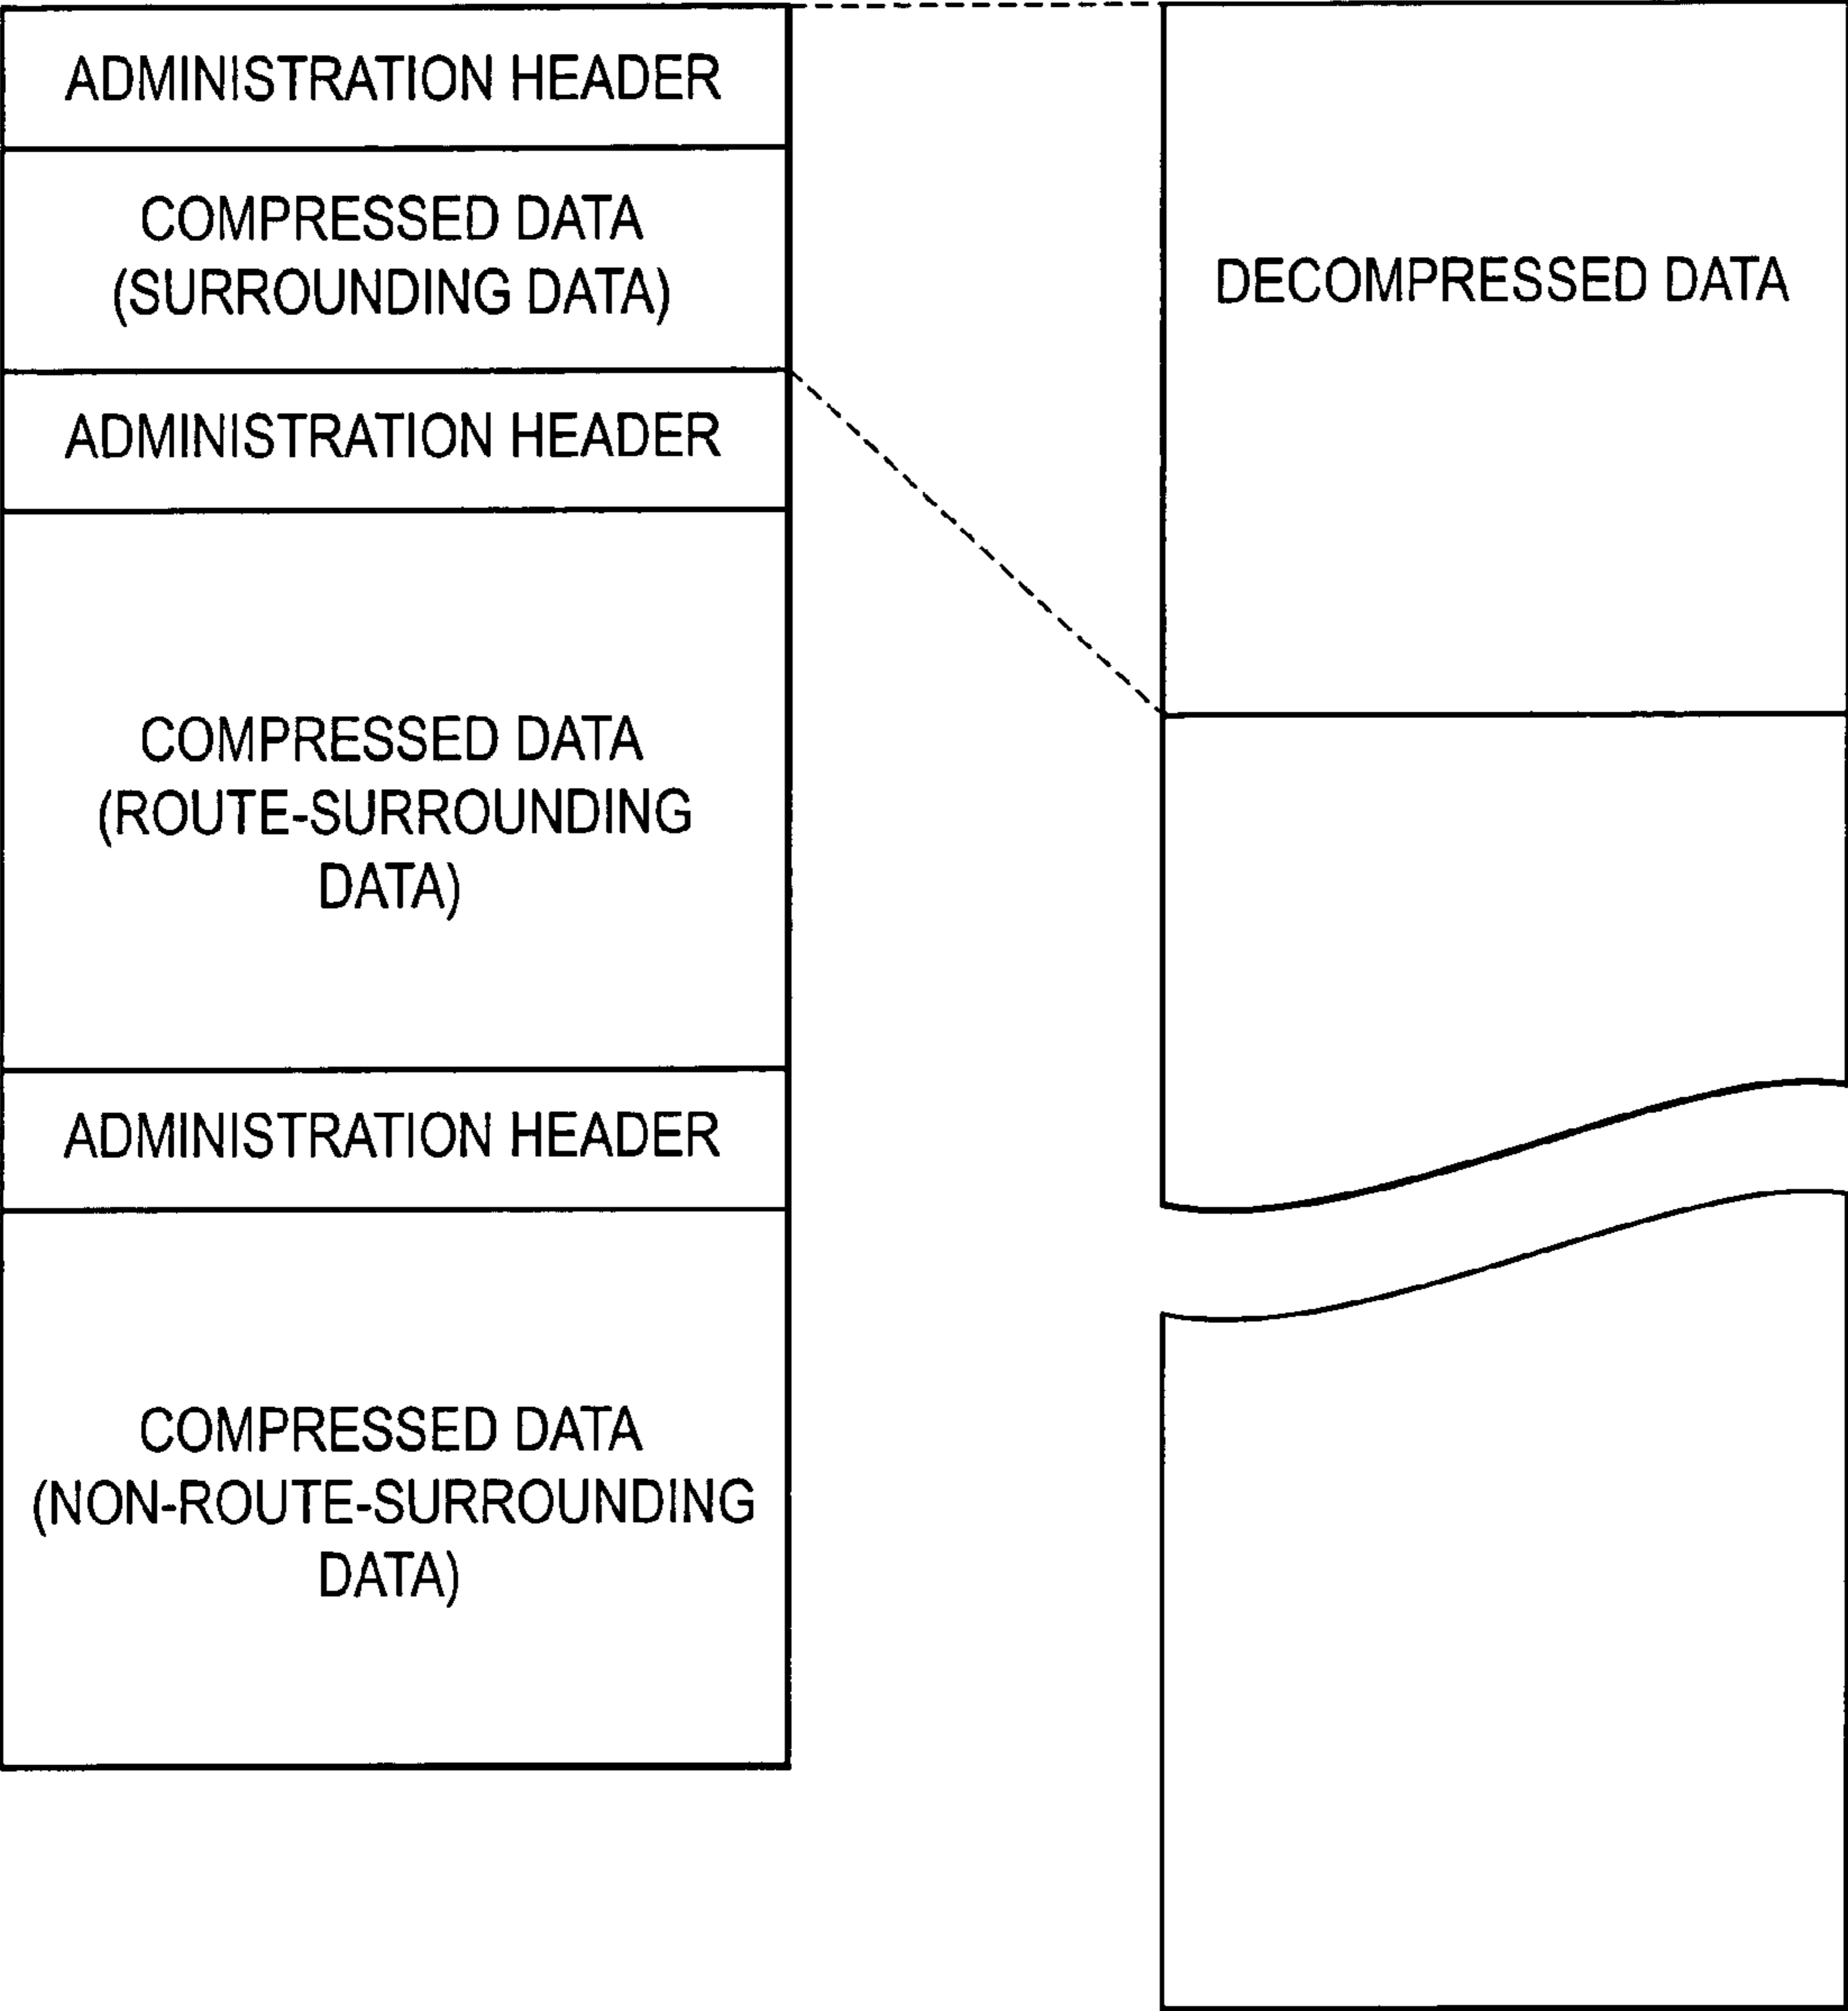 ADMINISTRATION HEADER
COMPRESSED DATA
(SURROUNDING DATA)
ADMINISTRATION HEADER
COMPRESSED DATA
(ROUTE-SURROUNDING
DATA)
ADMINISTRATION HEADER
COMPRESSED DATA
(NON-ROUTE-SURROUNDING
DATA)
DECOMPRESSED DATA